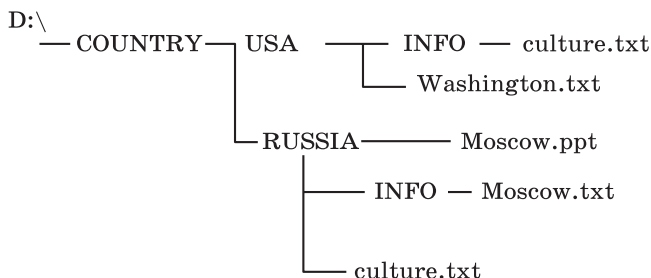 D:\
COUNTRY USA INFO culture.txt
Washington.txt
RUSSIA Moscow.ppt
INFO Moscow.txt
culture.txt